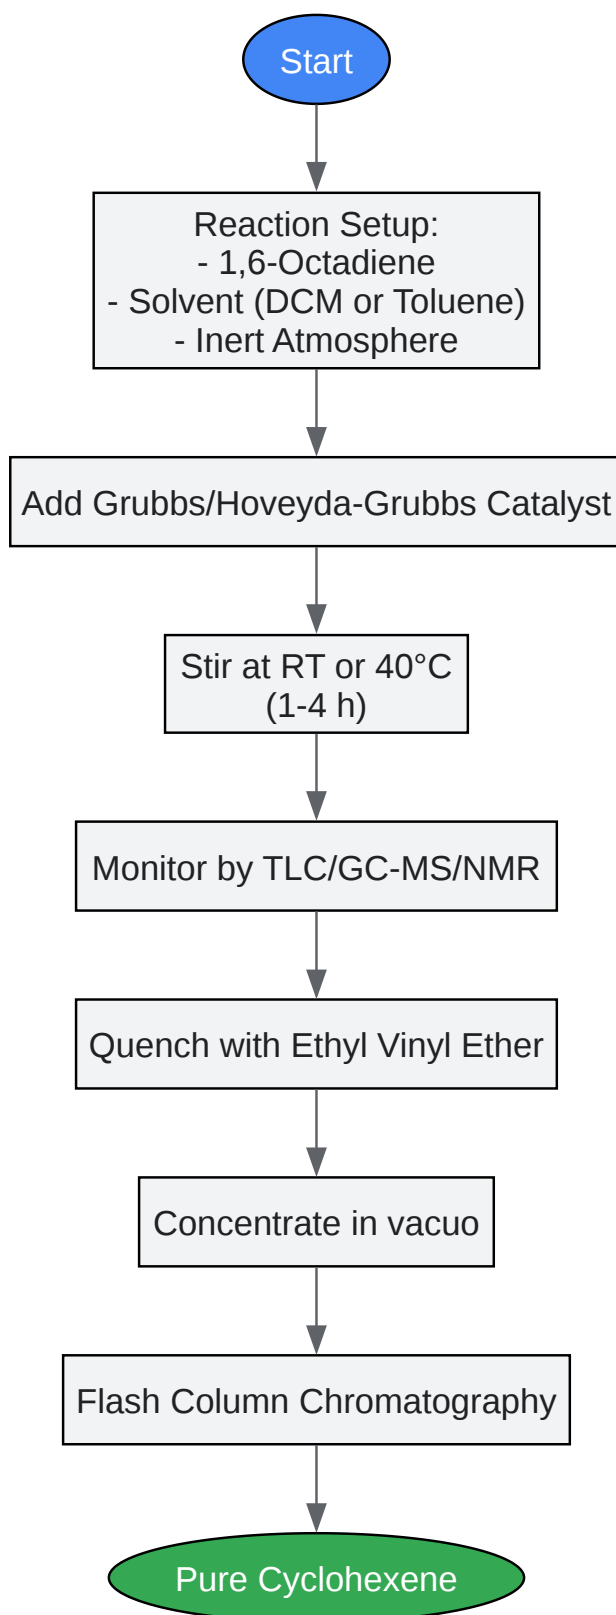 Start
Reaction Setup:
- 1,6-Octadiene
- Solvent (DCM or Toluene)
- Inert Atmosphere
Add Grubbs/Hoveyda-Grubbs Catalyst
Stir at RT or 40°C
(1-4 h)
Monitor by TLC/GC-MS/NMR
Quench with Ethyl Vinyl Ether
Concentrate in vacuo
Flash Column Chromatography
Pure Cyclohexene